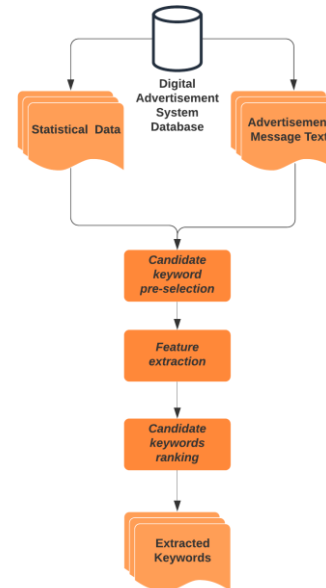 Digital
Advertisement
System
Database
Statistical Data
Advertisement
Message Text
Candidate
keyword
pre-selection
Feature
extraction
Candidate
keywords
ranking
Extracted
Keywords